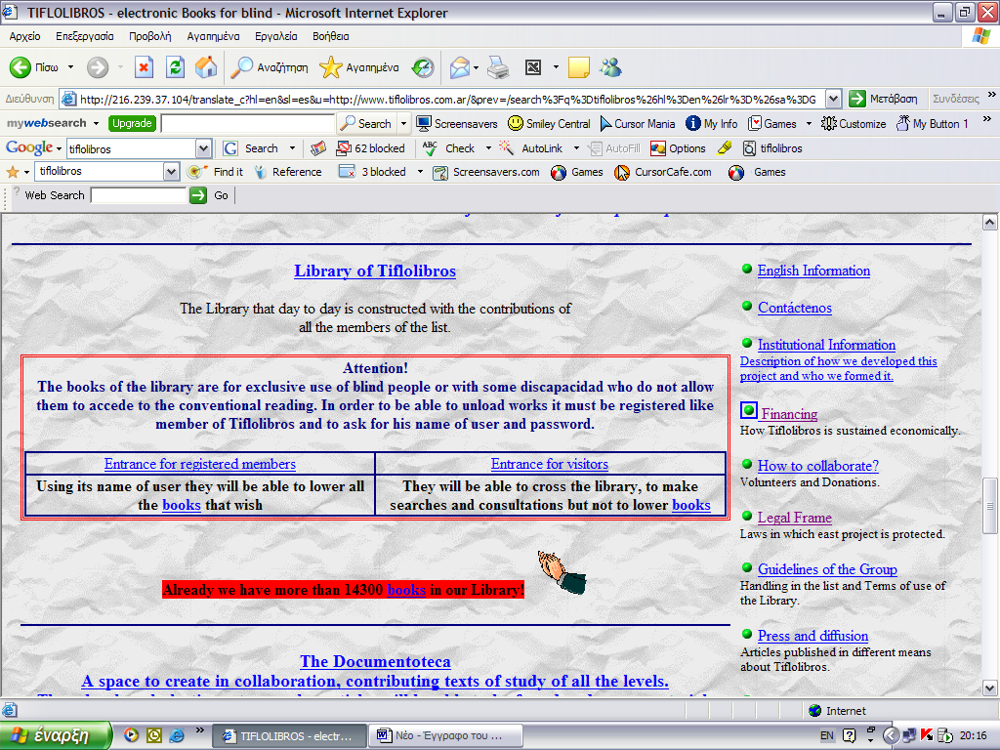 TIFLOLIBROS - electronic Books for blind - Microsoft Internet Explorer
Αρχείο Επεξεργασία Προβολή Αγαπημένα Εργαλεία Βοήθεια
Πίσω Αναζήτηση Αγαπημένα
Διεύθυνση http://216.239.37.104/translate_c?hl=en&sl=es&u=http://www.tiflolibros.com.ar/&prev=/search%3Fq%3Dtiflolibros%26hl%3Den%26lr%3D%26sa%3DG Μετάβαση Συνδέσεις »
mywebsearch Upgrade Search Screensavers Smiley Central Cursor Mania My Info Games Customize My Button 1 »
Google tiflolibros G Search 62 blocked ABC Check AutoLink AutoFill Options tiflolibros
tiflolibros Find it Reference 3 blocked Screensavers.com Games CursorCafe.com Games
? Web Search Go
Library of Tiflolibros
The Library that day to day is constructed with the contributions of
all the members of the list.
Attention!
The books of the library are for exclusive use of blind people or with some discapacidad who do not allow
them to accede to the conventional reading. In order to be able to unload works it must be registered like
member of Tiflolibros and to ask for his name of user and password.
Entrance for registered members
Using its name of user they will be able to lower all
the books that wish
Entrance for visitors
They will be able to cross the library, to make
searches and consultations but not to lower books
Already we have more than 14300 books in our Library!
The Documentoteca
A space to create in collaboration, contributing texts of study of all the levels.
English Information
Contáctenos
Institutional Information
Description of how we developed this
project and who we formed it.
Financing
How Tiflolibros is sustained economically.
How to collaborate?
Volunteers and Donations.
Legal Frame
Laws in which east project is protected.
Guidelines of the Group
Handling in the list and Terms of use of
the Library.
Press and diffusion
Articles published in different means
about Tiflolibros.
Internet
έναρξη » TIFLOLIBROS - electr... Νέο - Έγγραφο του ... EN ? 20:16